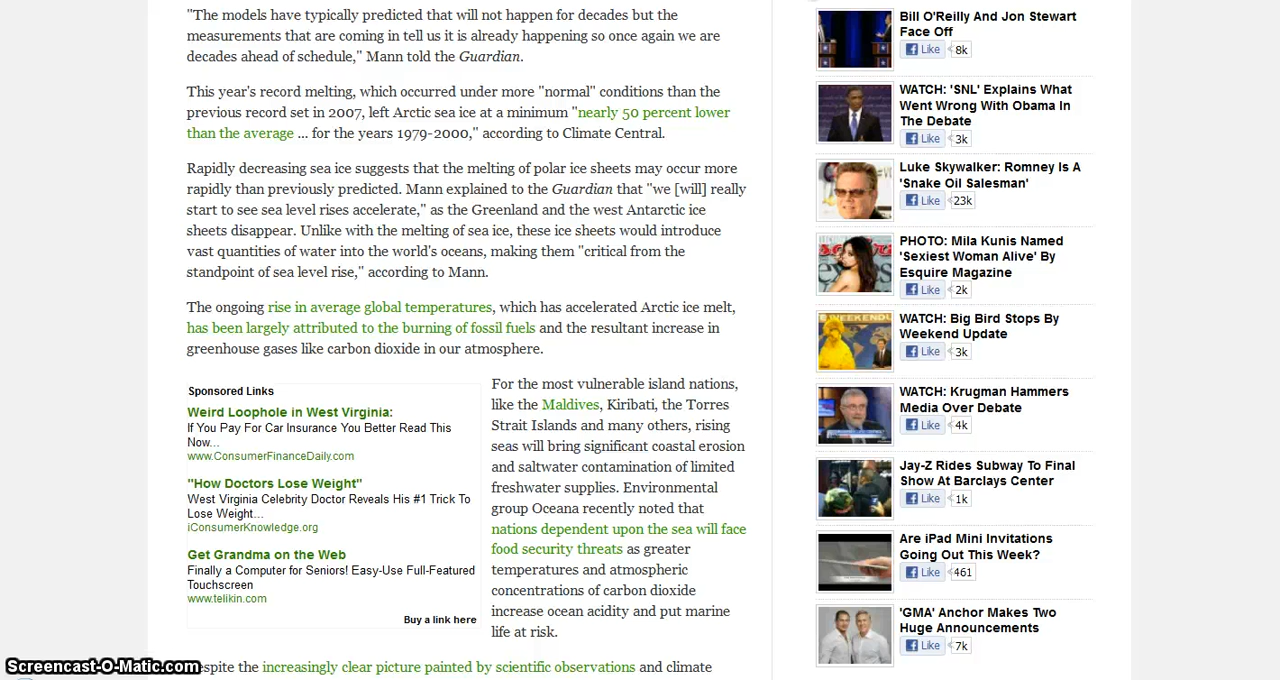 "The models have typically predicted that will not happen for decades but the
measurements that are coming in tell us it is already happening so once again we are
decades ahead of schedule," Mann told the Guardian.
This year's record melting, which occurred under more "normal" conditions than the
previous record set in 2007, left Arctic sea ice at a minimum "nearly 50 percent lower
than the average ... for the years 1979-2000," according to Climate Central.
Rapidly decreasing sea ice suggests that the melting of polar ice sheets may occur more
rapidly than previously predicted. Mann explained to the Guardian that "we [will] really
start to see sea level rises accelerate," as the Greenland and the west Antarctic ice
sheets disappear. Unlike with the melting of sea ice, these ice sheets would introduce
vast quantities of water into the world's oceans, making them "critical from the
standpoint of sea level rise," according to Mann.
The ongoing rise in average global temperatures, which has accelerated Arctic ice melt,
has been largely attributed to the burning of fossil fuels and the resultant increase in
greenhouse gases like carbon dioxide in our atmosphere.
Sponsored Links
Weird Loophole in West Virginia:
If You Pay For Car Insurance You Better Read This
Now...
www.ConsumerFinanceDaily.com
"How Doctors Lose Weight"
West Virginia Celebrity Doctor Reveals His #1 Trick To
Lose Weight...
iConsumerKnowledge.org
Get Grandma on the Web
Finally a Computer for Seniors! Easy-Use Full-Featured
Touchscreen
www.telikin.com
Buy a link here
For the most vulnerable island nations,
like the Maldives, Kiribati, the Torres
Strait Islands and many others, rising
seas will bring significant coastal erosion
and saltwater contamination of limited
freshwater supplies. Environmental
group Oceana recently noted that
nations dependent upon the sea will face
food security threats as greater
temperatures and atmospheric
concentrations of carbon dioxide
increase ocean acidity and put marine
life at risk.
espite the increasingly clear picture painted by scientific observations and climate
Bill O'Reilly And Jon Stewart
Face Off
Like 8k
WATCH: 'SNL' Explains What
Went Wrong With Obama In
The Debate
Like 3k
Luke Skywalker: Romney Is A
'Snake Oil Salesman'
Like 23k
PHOTO: Mila Kunis Named
'Sexiest Woman Alive' By
Esquire Magazine
Like 2k
WATCH: Big Bird Stops By
Weekend Update
Like 3k
WATCH: Krugman Hammers
Media Over Debate
Like 4k
Jay-Z Rides Subway To Final
Show At Barclays Center
Like 1k
Are iPad Mini Invitations
Going Out This Week?
Like 461
'GMA' Anchor Makes Two
Huge Announcements
Like 7k
Screencast-O-Matic.com